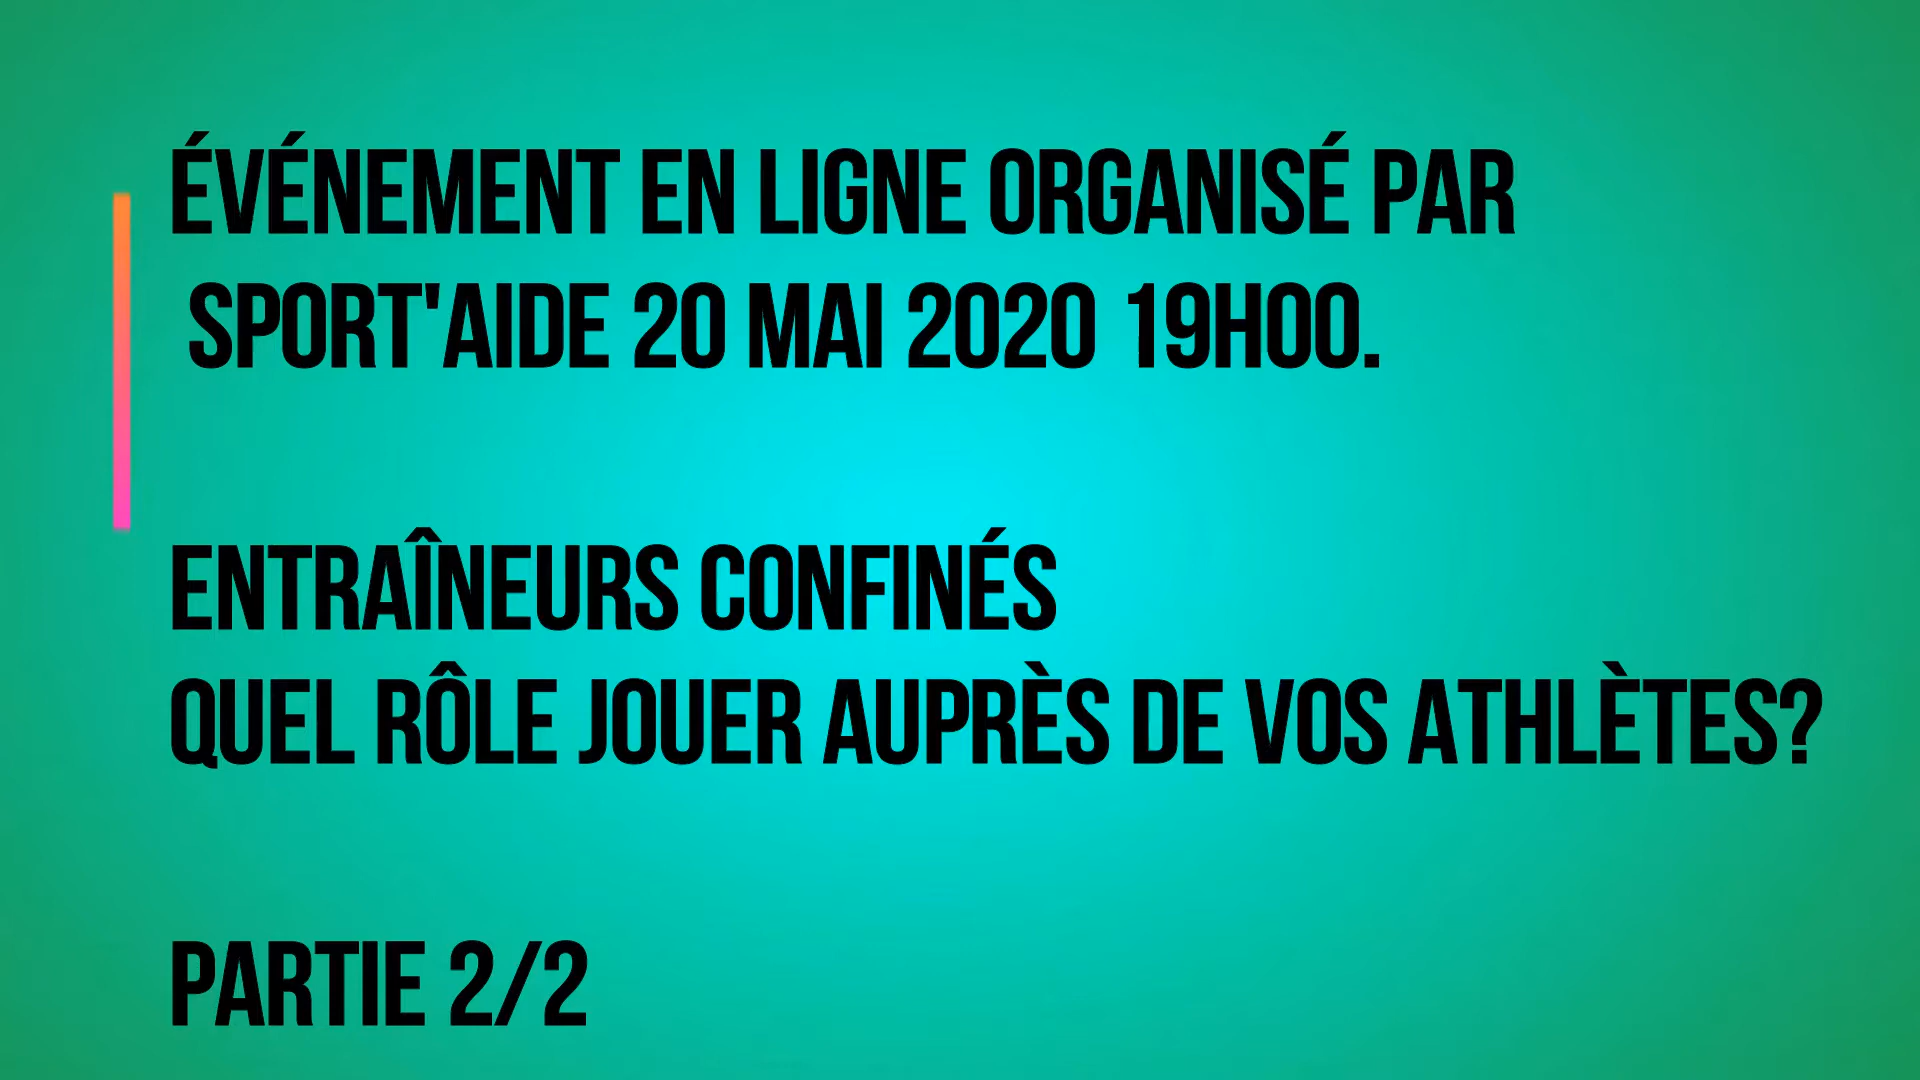 ÉVÉNEMENT EN LIGNE ORGANISÉ PAR
SPORT'AIDE 20 MAI 2020 19H00.
ENTRAÎNEURS CONFINÉS
QUEL RÔLE JOUER AUPRÈS DE VOS ATHLÈTES?
PARTIE 2/2